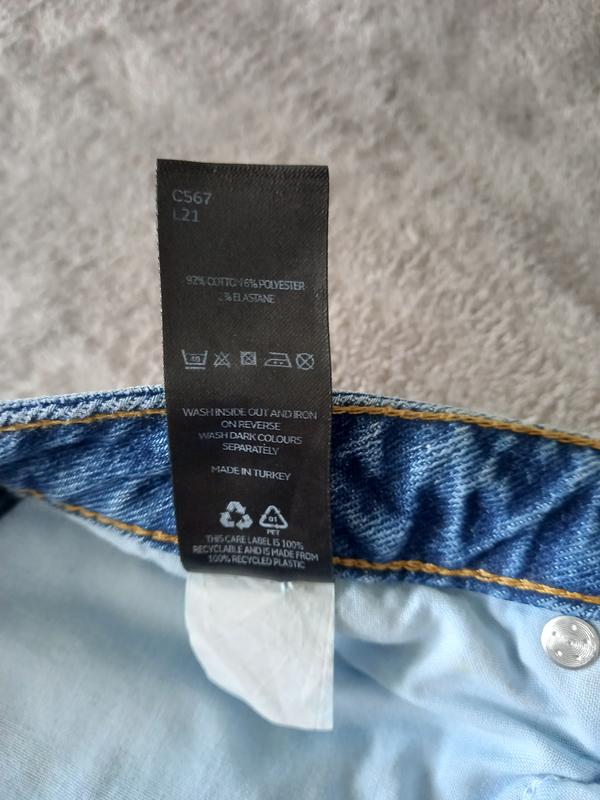 C567
L21
92% COTTON 6% POLYESTER
% ELASTANE
40
WASH INSIDE OUT AND IRON
ON REVERSE
WASH DARK COLOURS
SEPARATELY
MADE IN TURKEY
01
PET
THIS CARE LABEL IS 100%
RECYCLABLE AND IS MADE FROM
100% RECYCLED PLASTIC